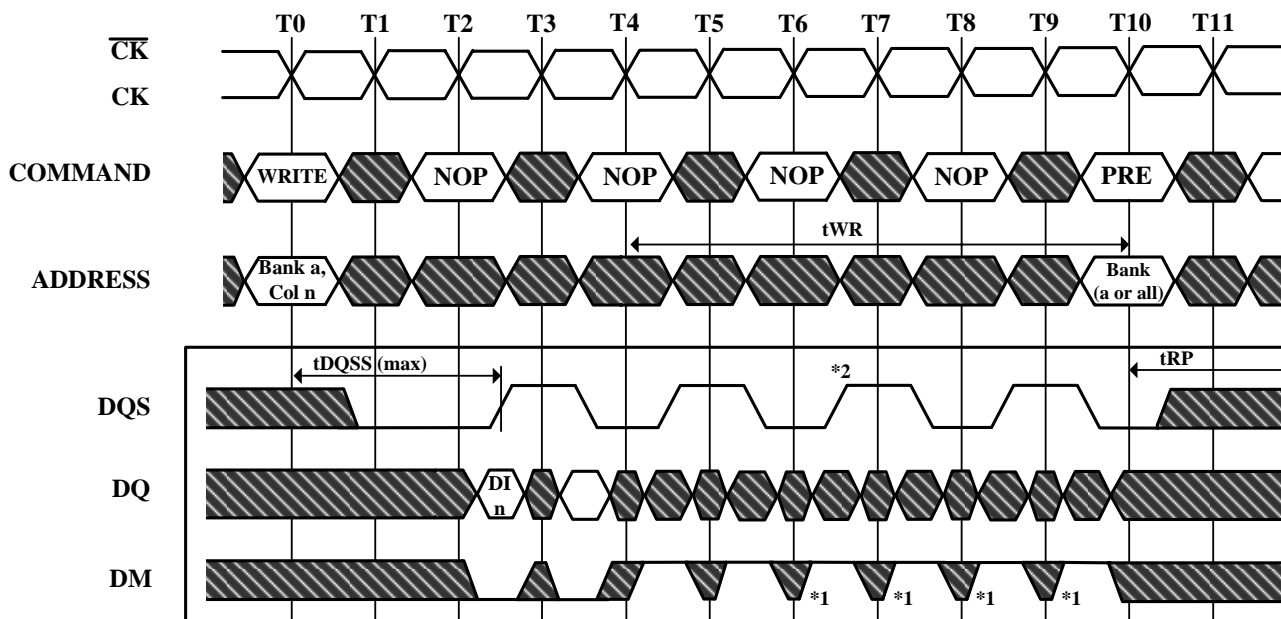 T0 T1 T2 T3 T4 T5 T6 T7 T8 T9 T10 T11
CK
CK
COMMAND
WRITE NOP NOP NOP NOP PRE
tWR
ADDRESS
Bank a,
Col n
Bank
(a or all)
tDQSS (max)
*2
tRP
DQS
DQ
DI
n
DM
*1 *1 *1 *1